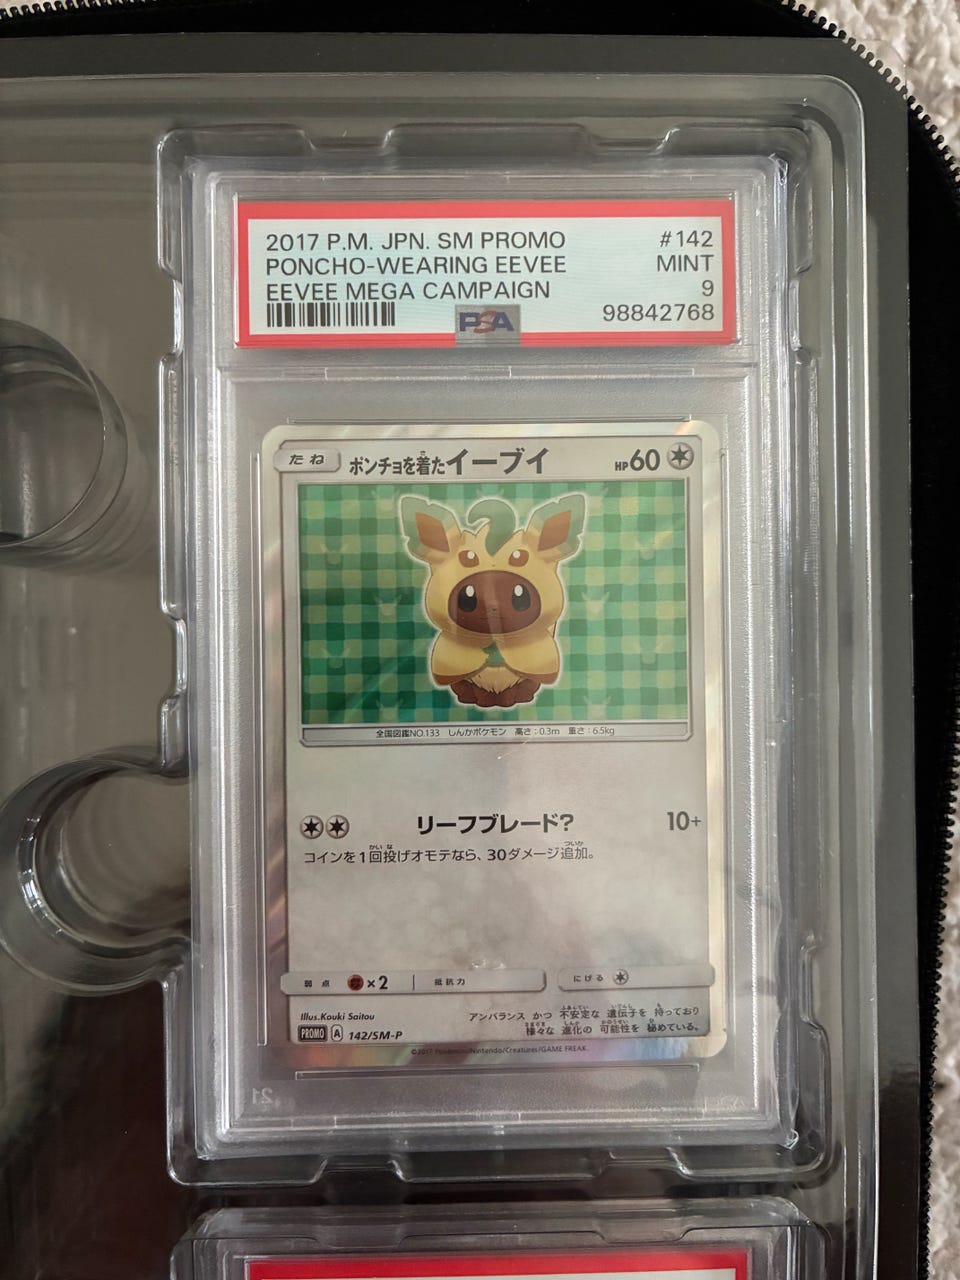 2017 P.M. JPN. SM PROMO #142
PONCHO-WEARING EEVEE MINT
EEVEE MEGA CAMPAIGN 9
PSA 98842768
たね ポンチョを着たイーブイ HP60
全国図鑑NO.133 しんかポケモン 高さ:0.3m 重さ:6.5kg
リーフブレード? 10+
コインを1回投げオモテなら、30ダメージ追加。
弱点 ×2 抵抗力 にげる
Illus.Kouki Saitou
アンバランス かつ 不安定な 遺伝子を 持っており
様々な 進化の 可能性を 秘めている。
PROMO A 142/SM-P
©2017 Pokémon/Nintendo/Creatures/GAME FREAK.